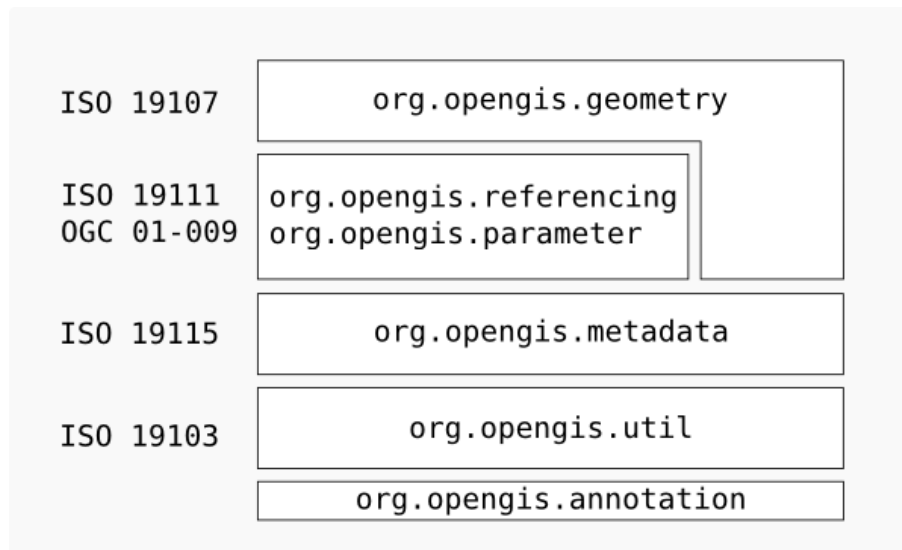 ISO 19107
org.opengis.geometry
ISO 19111
org.opengis.referencing
OGC 01-009
org.opengis.parameter
ISO 19115
org.opengis.metadata
ISO 19103
org.opengis.util
org.opengis.annotation